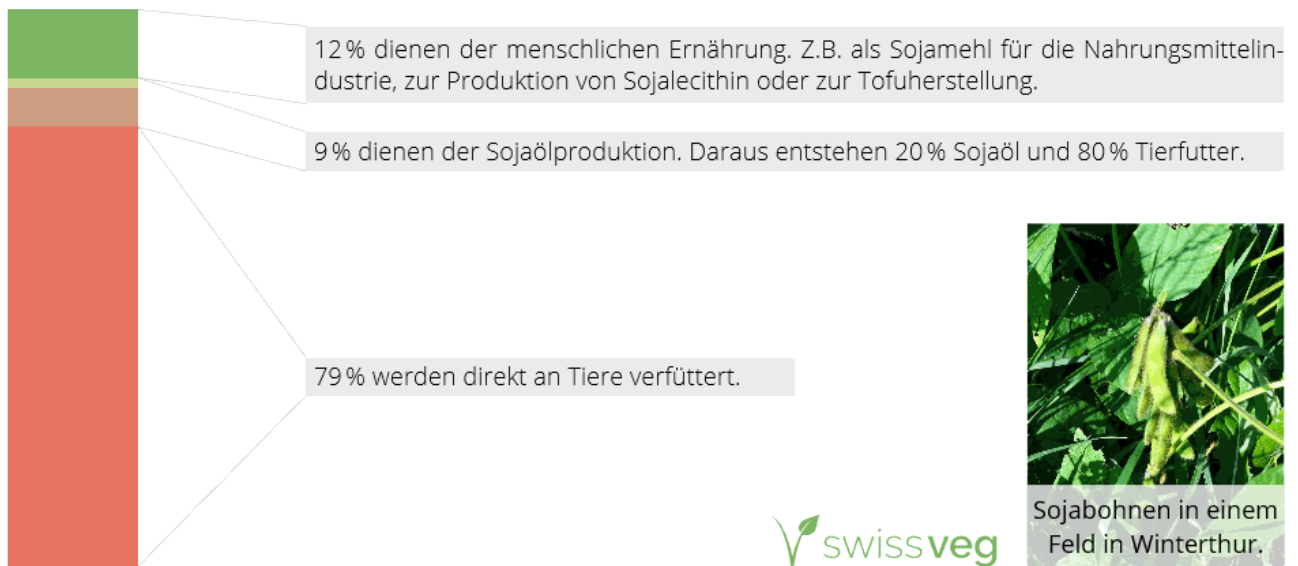 12 % dienen der menschlichen Ernährung. Z.B. als Sojamehl für die Nahrungsmittelin-
dustrie, zur Produktion von Sojalecithin oder zur Tofuherstellung.
9 % dienen der Sojaölproduktion. Daraus entstehen 20 % Sojaöl und 80 % Tierfutter.
79 % werden direkt an Tiere verfüttert.
swissveg
Sojabohnen in einem
Feld in Winterthur.